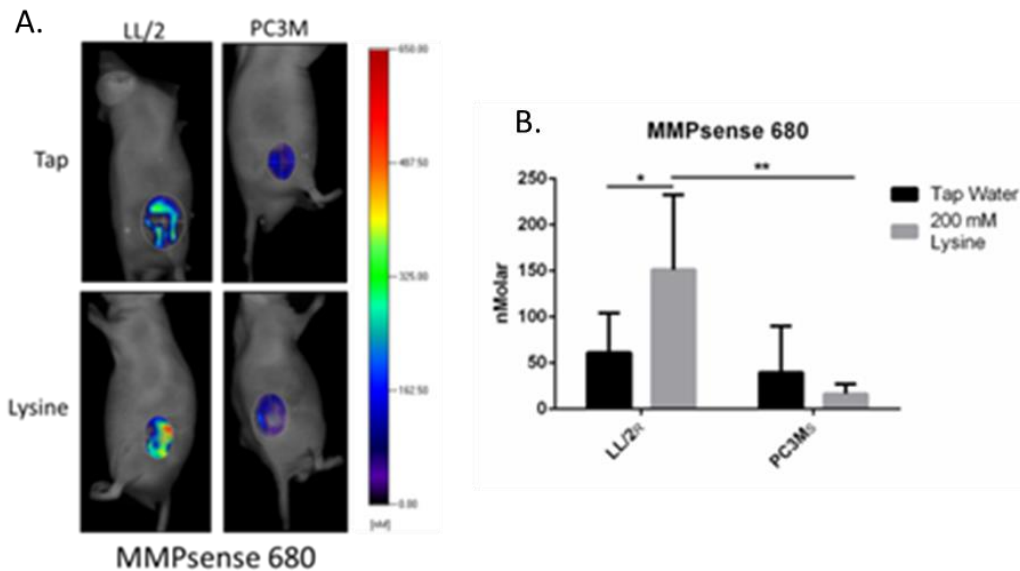 A.
LL/2
PC3M
Tap
Lysine
650.00
487.50
325.00
162.50
0.00
[nM]
MMPsense 680
B.
MMPsense 680
*
**
250
200
150
100
50
0
nMolar
LL/2R
PC3MS
Tap Water
200 mM
Lysine